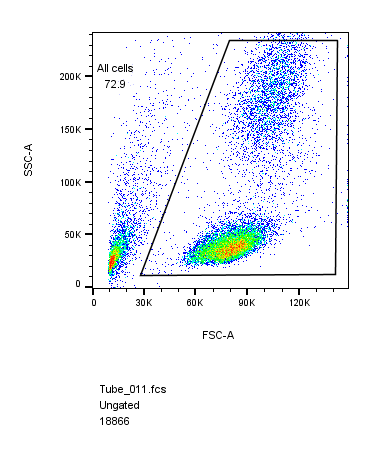 All cells
72.9
200K
150K
100K
50K
0
SSC-A
0 30K 60K 90K 120K
FSC-A
Tube_011.fcs
Ungated
18866